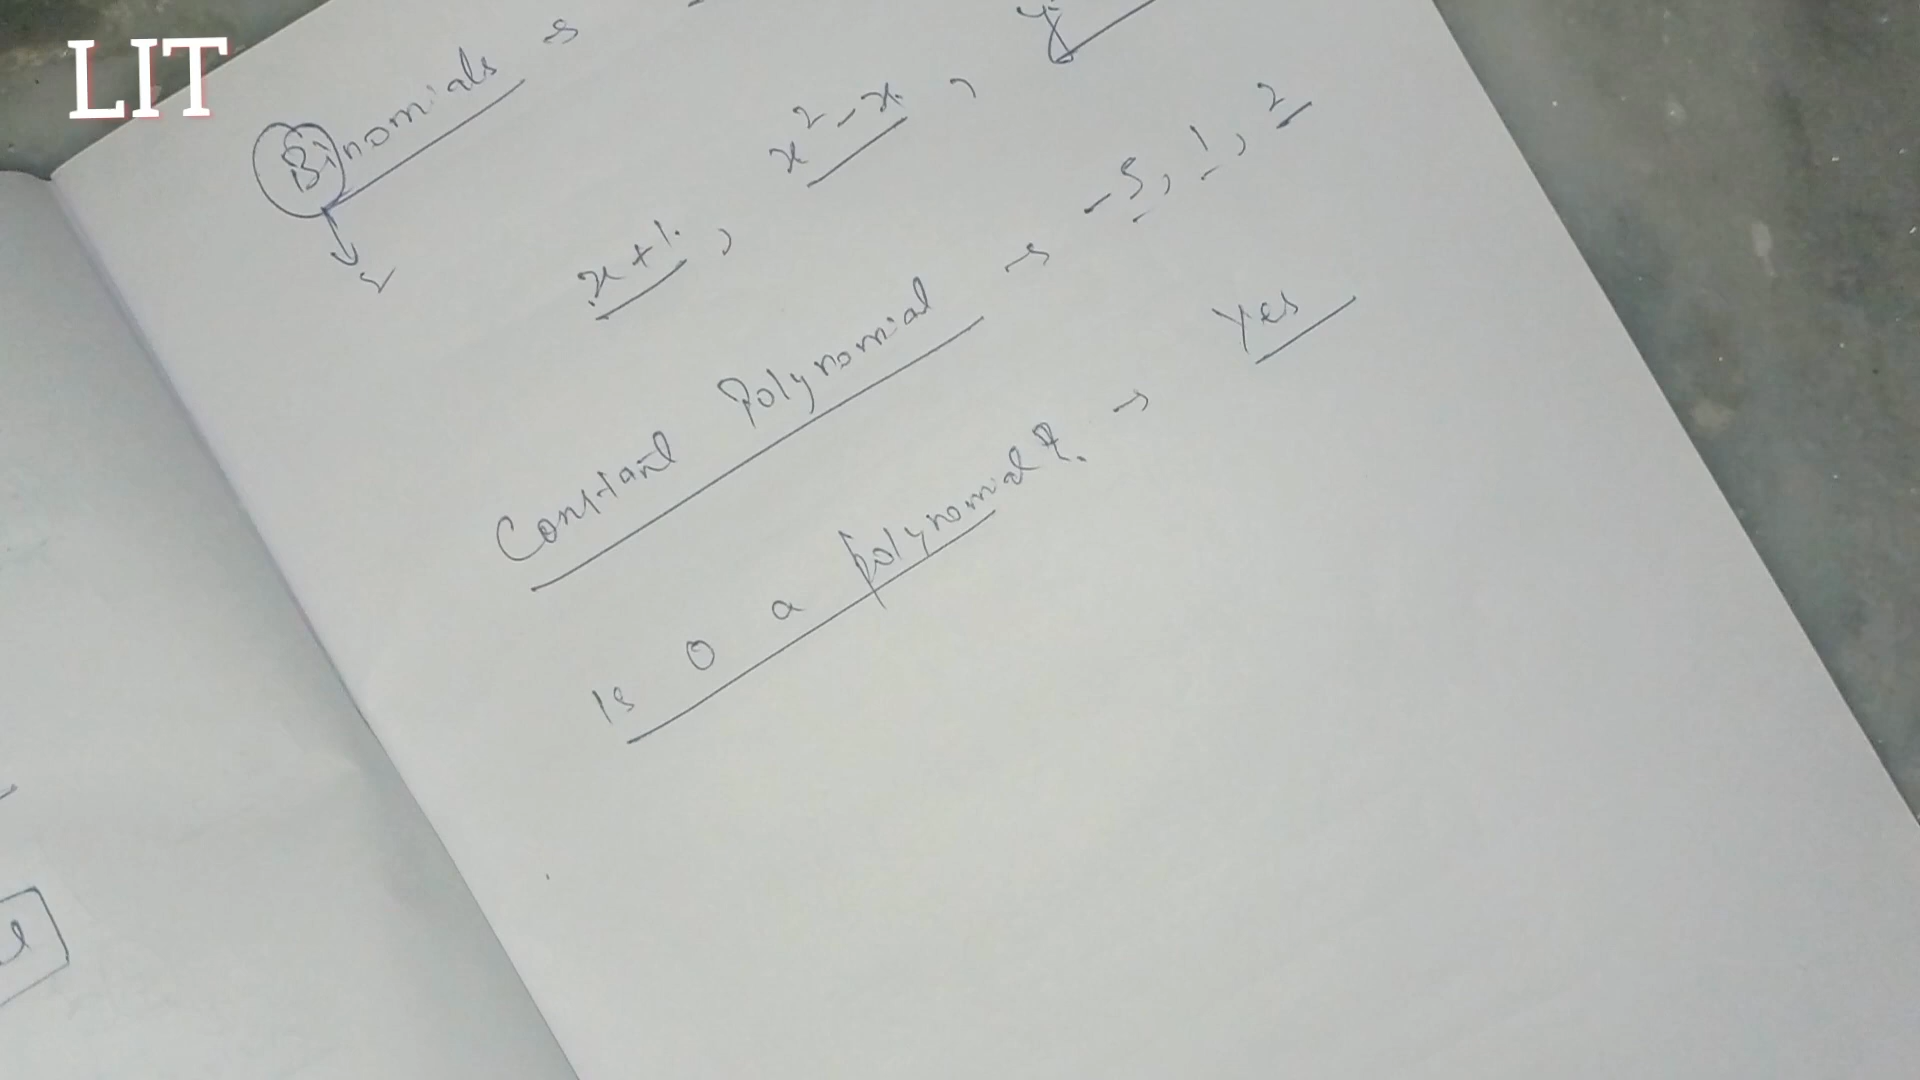 LIT
Binomials →
2
x + 1, x² - x,
Constant Polynomial → -5, 1, 2
Is 0 a polynomial? → Yes